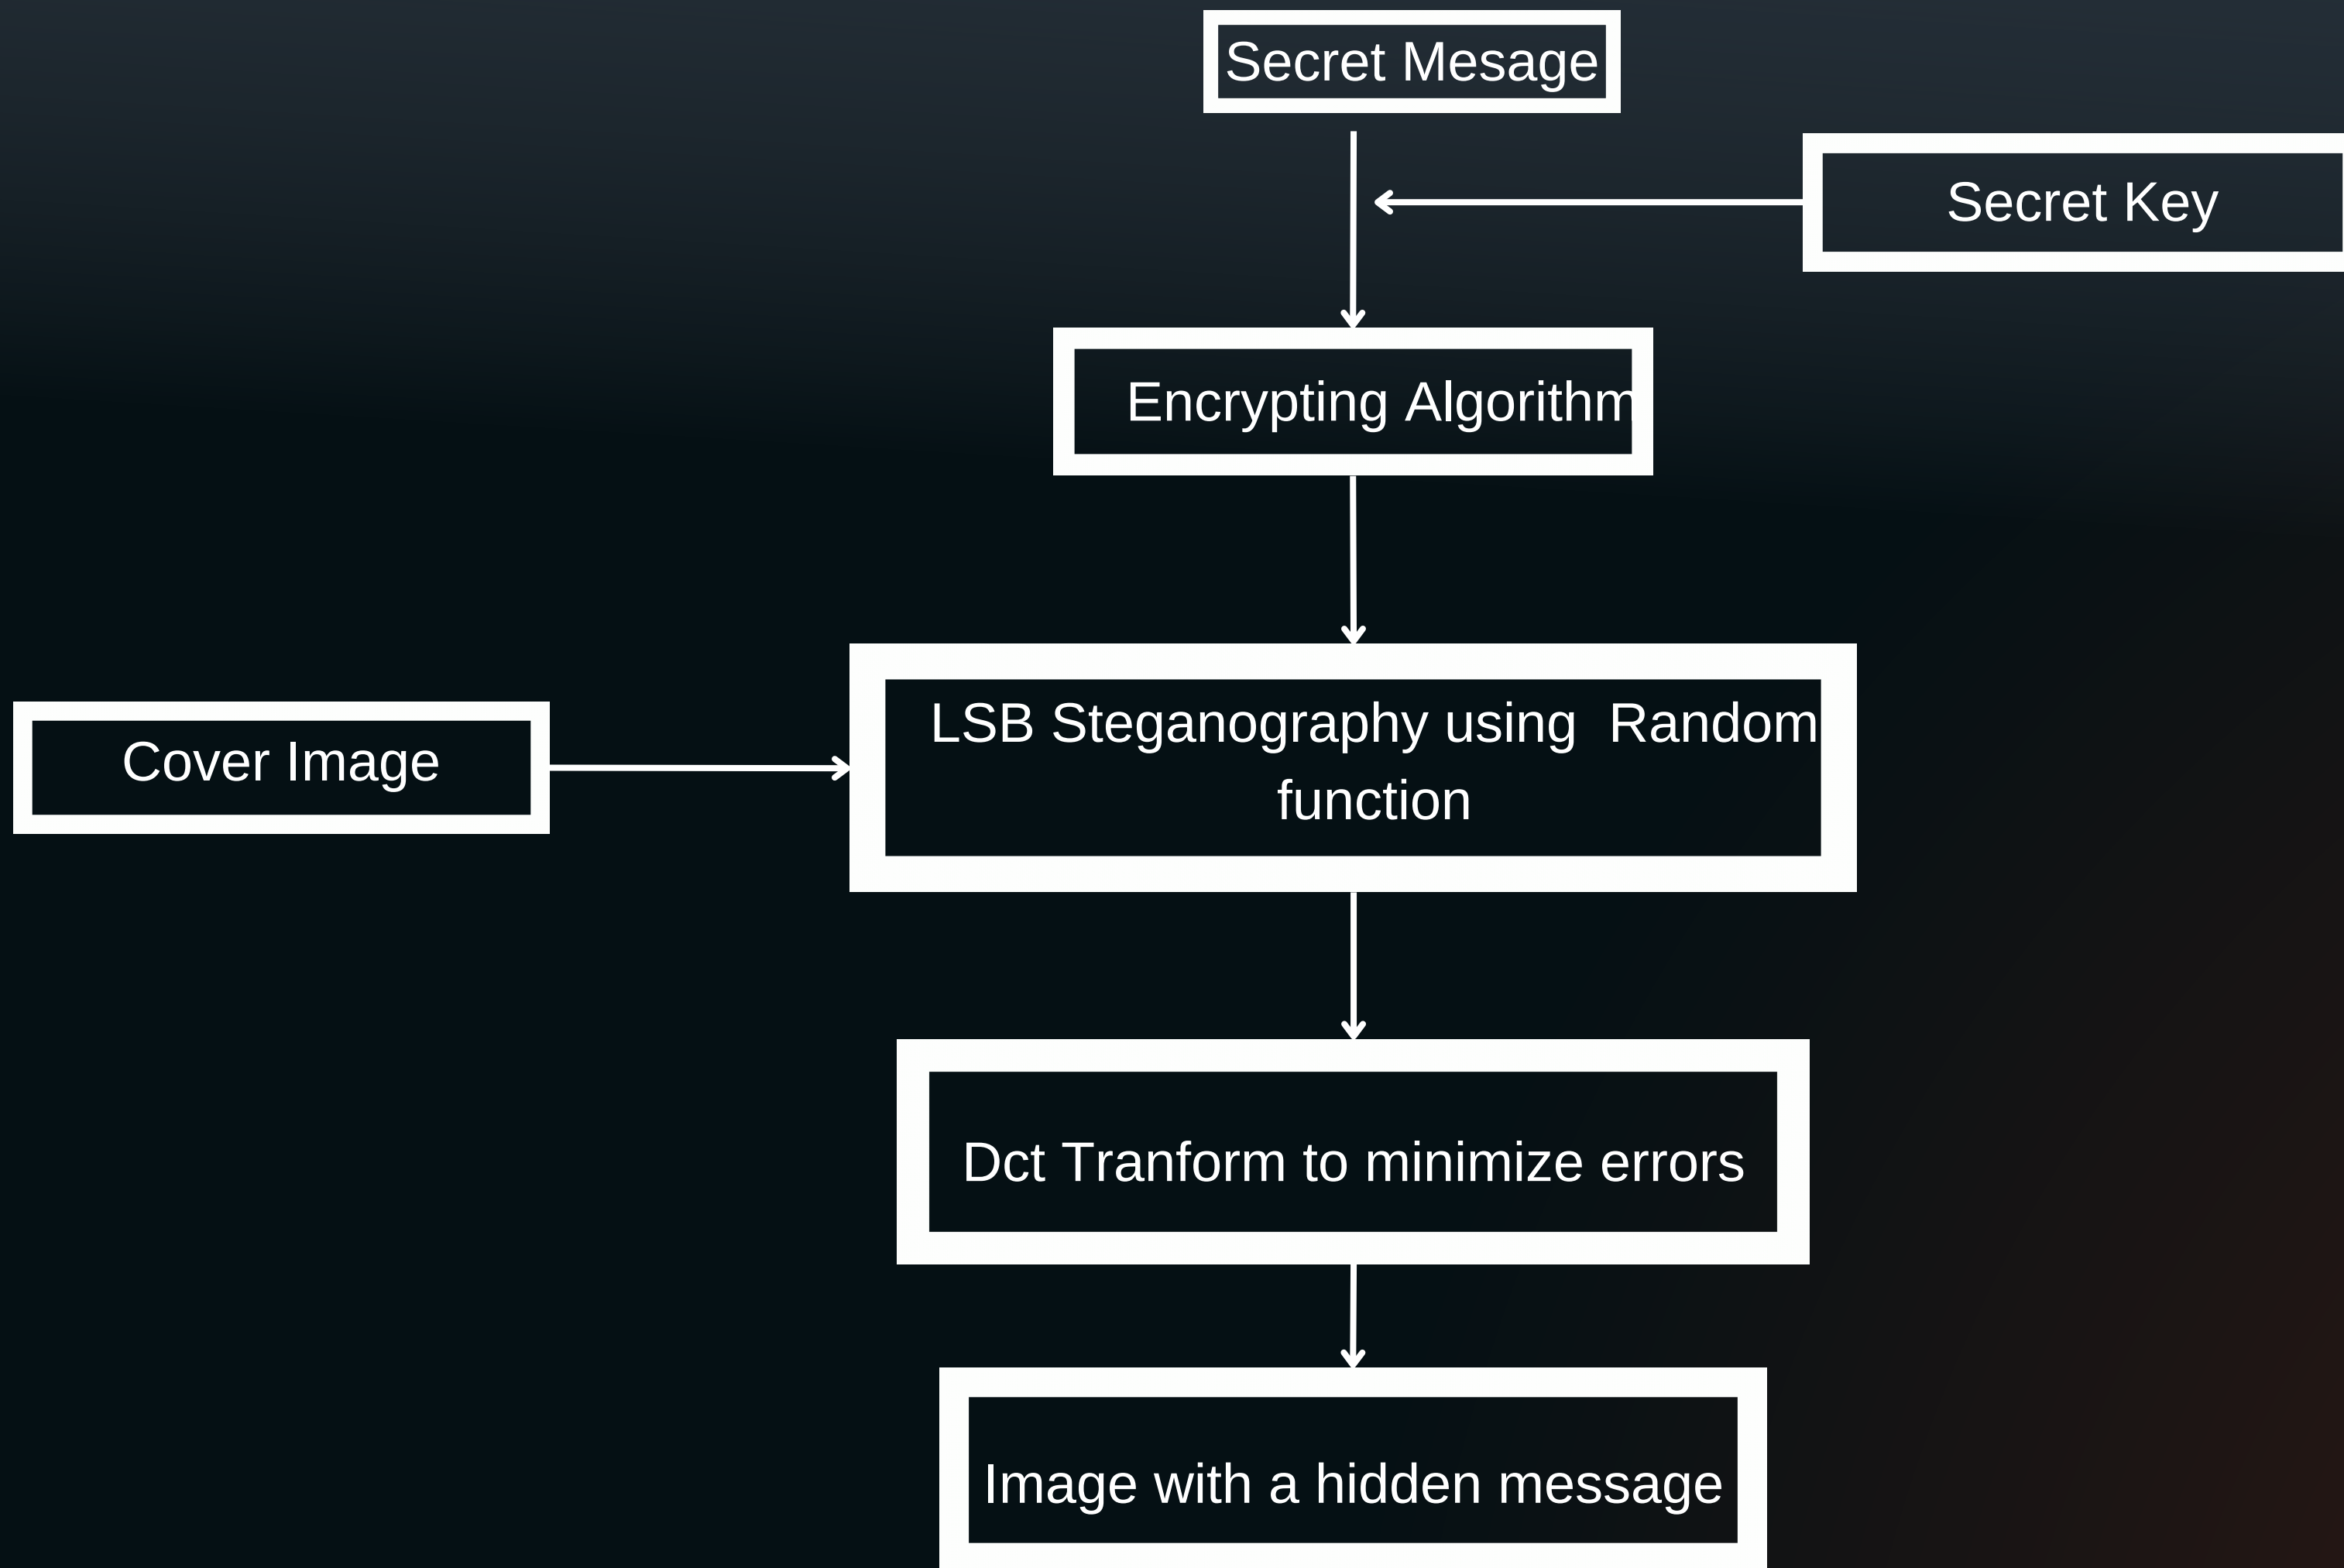 Secret Mesage
Secret Key
Encrypting Algorithm
LSB Steganography using  Random
function
Cover Image
Dct Tranform to minimize errors
Image with a hidden message